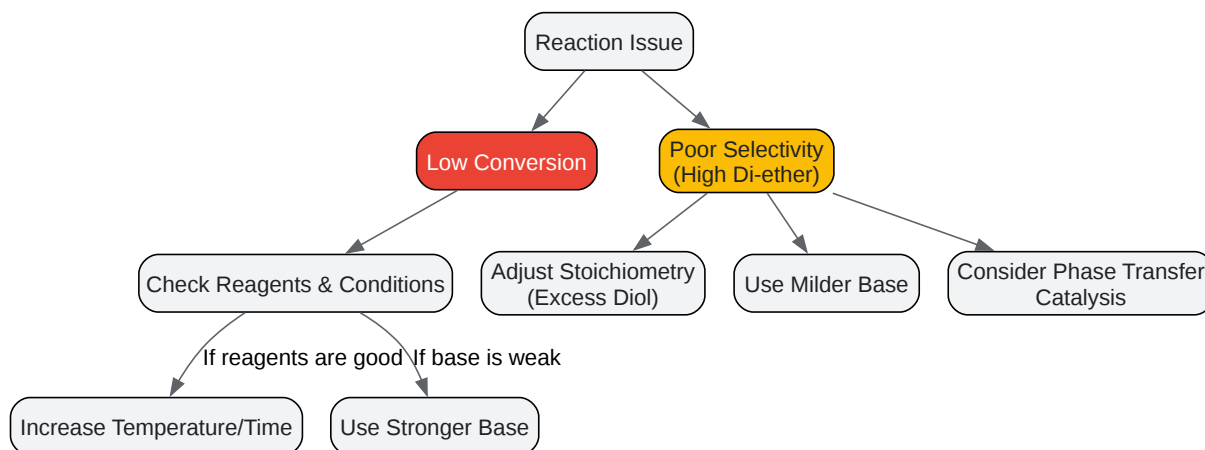 Reaction Issue
Low Conversion
Poor Selectivity
(High Di-ether)
Check Reagents & Conditions
Adjust Stoichiometry
(Excess Diol)
Use Milder Base
Consider Phase Transfer
Catalysis
If reagents are good
If base is weak
Increase Temperature/Time
Use Stronger Base